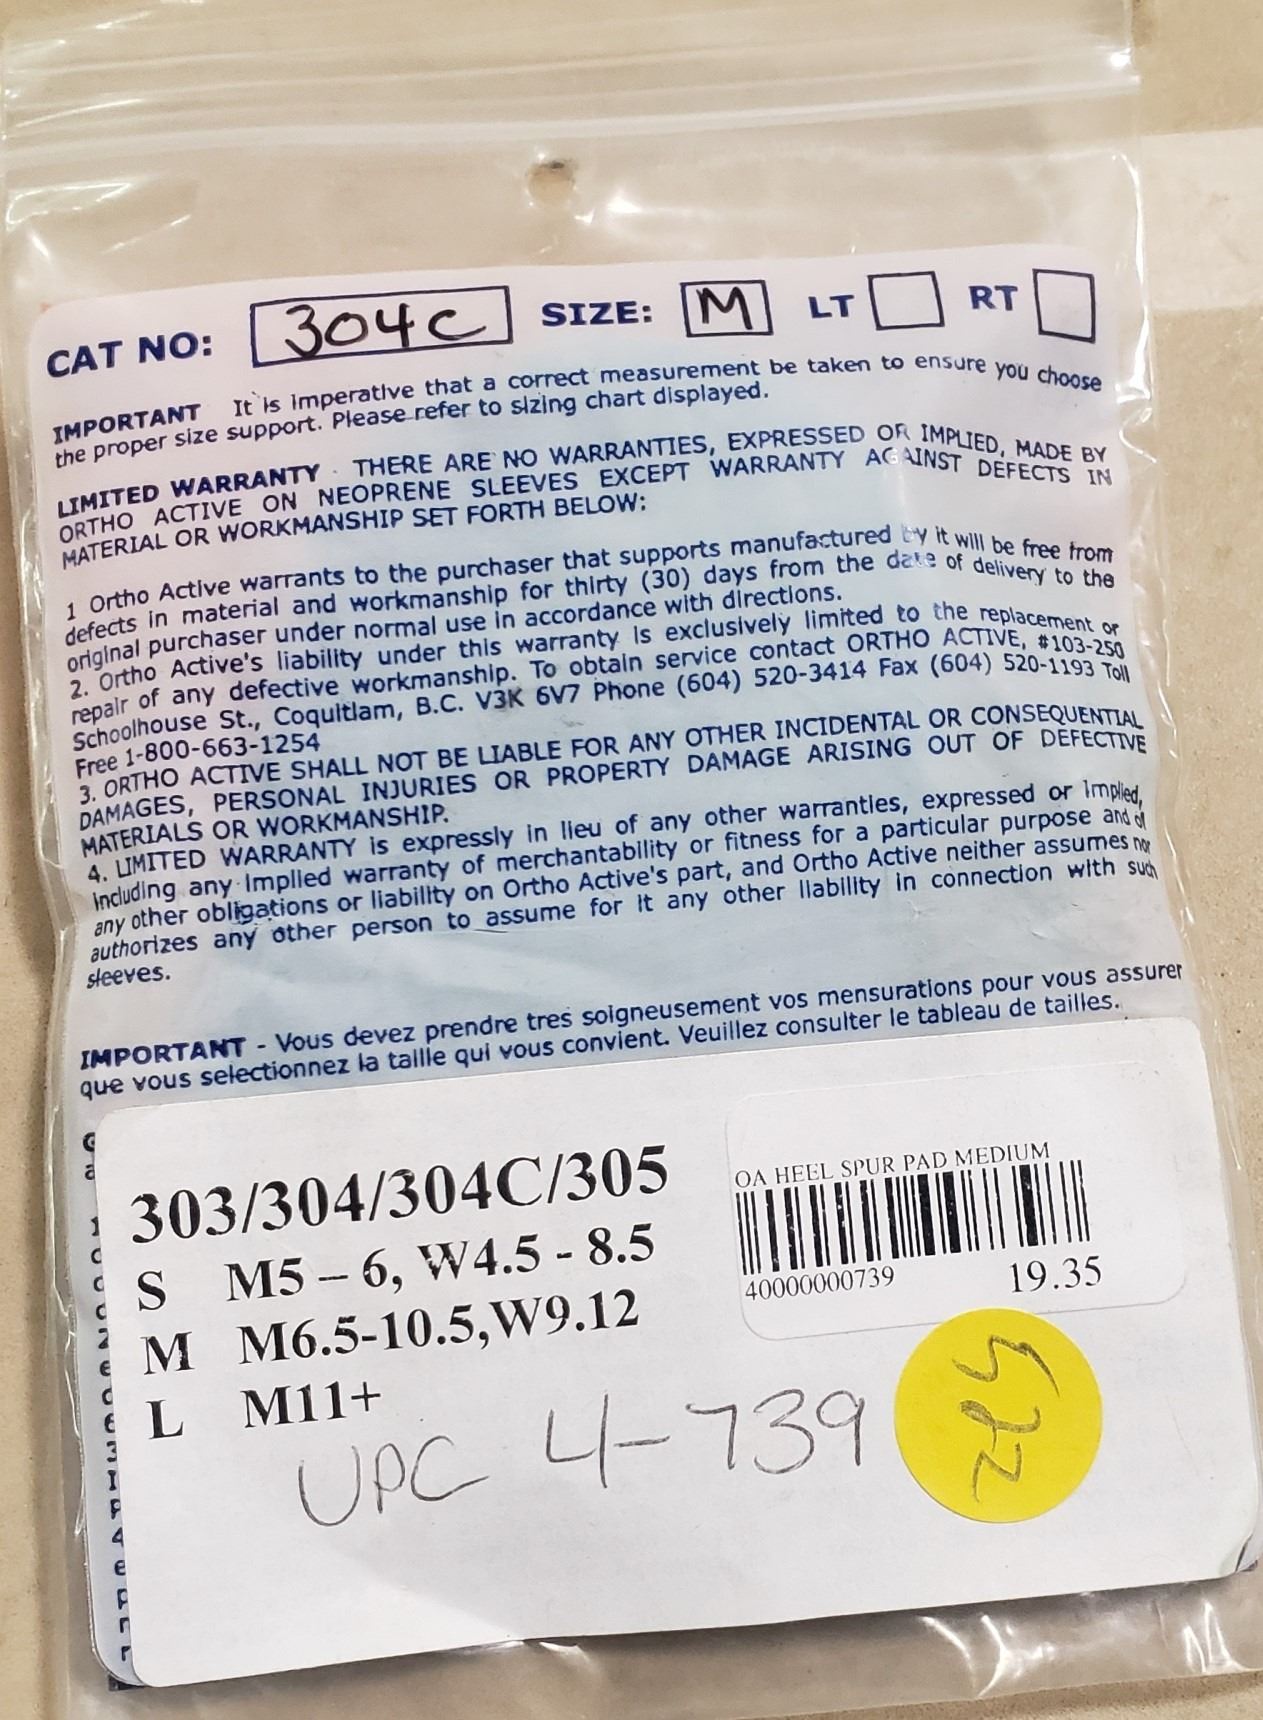 CAT NO: 304C SIZE: M LT RT
IMPORTANT It is imperative that a correct measurement be taken to ensure you choose
the proper size support. Please refer to sizing chart displayed.
LIMITED WARRANTY - THERE ARE NO WARRANTIES, EXPRESSED OR IMPLIED, MADE BY
ORTHO ACTIVE ON NEOPRENE SLEEVES EXCEPT WARRANTY AGAINST DEFECTS IN
MATERIAL OR WORKMANSHIP SET FORTH BELOW:
1 Ortho Active warrants to the purchaser that supports manufactured by it will be free from
defects in material and workmanship for thirty (30) days from the date of delivery to the
original purchaser under normal use in accordance with directions.
2. Ortho Active's liability under this warranty is exclusively limited to the replacement or
repair of any defective workmanship. To obtain service contact ORTHO ACTIVE, #103-250
Schoolhouse St., Coquitlam, B.C. V3K 6V7 Phone (604) 520-3414 Fax (604) 520-1193 Toll
Free 1-800-663-1254
3. ORTHO ACTIVE SHALL NOT BE LIABLE FOR ANY OTHER INCIDENTAL OR CONSEQUENTIAL
DAMAGES, PERSONAL INJURIES OR PROPERTY DAMAGE ARISING OUT OF DEFECTIVE
MATERIALS OR WORKMANSHIP.
4. LIMITED WARRANTY is expressly in lieu of any other warranties, expressed or implied,
including any implied warranty of merchantability or fitness for a particular purpose and of
any other obligations or liability on Ortho Active's part, and Ortho Active neither assumes nor
authorizes any other person to assume for it any other liability in connection with such
sleeves.
IMPORTANT - Vous devez prendre tres soigneusement vos mensurations pour vous assurer
que vous selectionnez la taille qui vous convient. Veuillez consulter le tableau de tailles.
303/304/304C/305
S M5 – 6, W4.5 - 8.5
M M6.5-10.5,W9.12
L M11+
UPC 4-739
OA HEEL SPUR PAD MEDIUM
40000000739 19.35